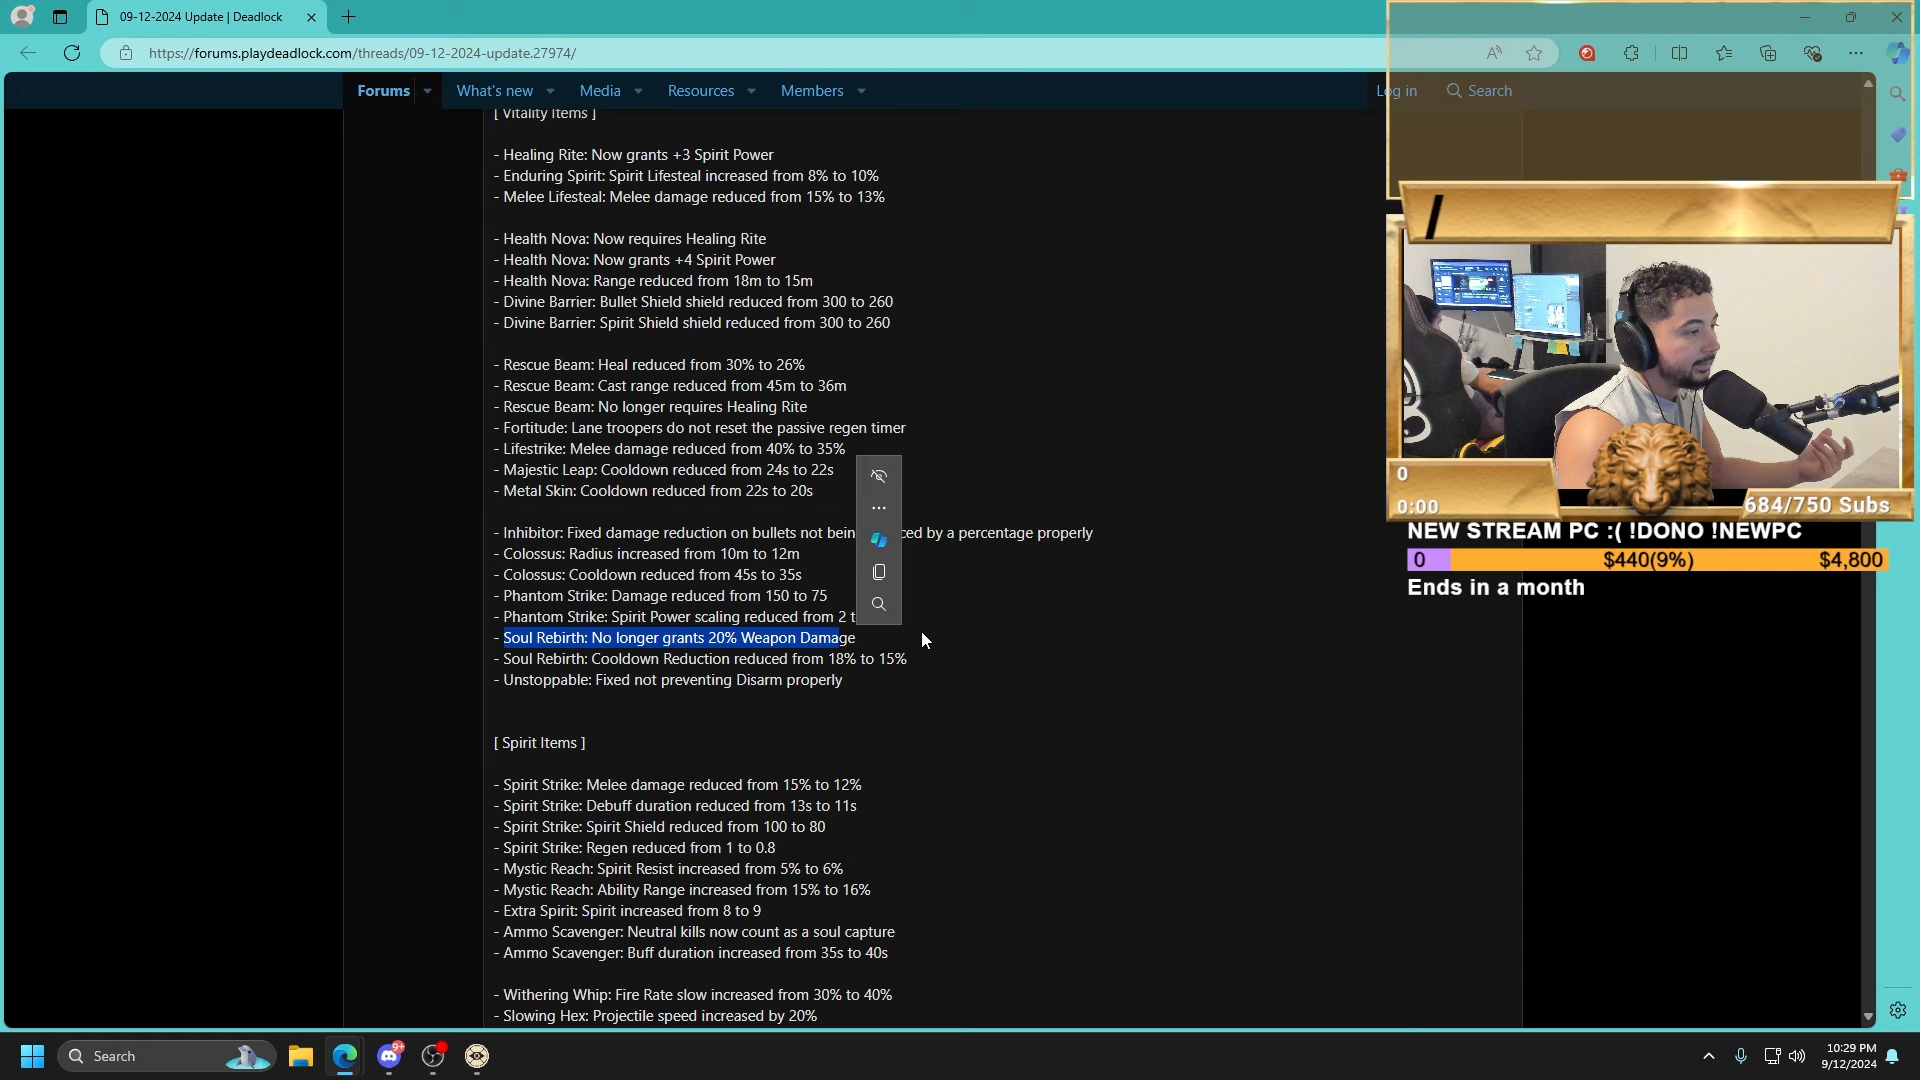 09-12-2024 Update | Deadlock
https://forums.playdeadlock.com/threads/09-12-2024-update.27974/
Forums What's new Media Resources Members Log in Search
[ Vitality Items ]
- Healing Rite: Now grants +3 Spirit Power
- Enduring Spirit: Spirit Lifesteal increased from 8% to 10%
- Melee Lifesteal: Melee damage reduced from 15% to 13%
- Health Nova: Now requires Healing Rite
- Health Nova: Now grants +4 Spirit Power
- Health Nova: Range reduced from 18m to 15m
- Divine Barrier: Bullet Shield shield reduced from 300 to 260
- Divine Barrier: Spirit Shield shield reduced from 300 to 260
- Rescue Beam: Heal reduced from 30% to 26%
- Rescue Beam: Cast range reduced from 45m to 36m
- Rescue Beam: No longer requires Healing Rite
- Fortitude: Lane troopers do not reset the passive regen timer
- Lifestrike: Melee damage reduced from 40% to 35%
- Majestic Leap: Cooldown reduced from 24s to 22s
- Metal Skin: Cooldown reduced from 22s to 20s
- Inhibitor: Fixed damage reduction on bullets not bein ced by a percentage properly
- Colossus: Radius increased from 10m to 12m
- Colossus: Cooldown reduced from 45s to 35s
- Phantom Strike: Damage reduced from 150 to 75
- Phantom Strike: Spirit Power scaling reduced from 2 t
- Soul Rebirth: No longer grants 20% Weapon Damage
- Soul Rebirth: Cooldown Reduction reduced from 18% to 15%
- Unstoppable: Fixed not preventing Disarm properly
[ Spirit Items ]
- Spirit Strike: Melee damage reduced from 15% to 12%
- Spirit Strike: Debuff duration reduced from 13s to 11s
- Spirit Strike: Spirit Shield reduced from 100 to 80
- Spirit Strike: Regen reduced from 1 to 0.8
- Mystic Reach: Spirit Resist increased from 5% to 6%
- Mystic Reach: Ability Range increased from 15% to 16%
- Extra Spirit: Spirit increased from 8 to 9
- Ammo Scavenger: Neutral kills now count as a soul capture
- Ammo Scavenger: Buff duration increased from 35s to 40s
- Withering Whip: Fire Rate slow increased from 30% to 40%
- Slowing Hex: Projectile speed increased by 20%
/
0
0:00
684/750 Subs
NEW STREAM PC :( !DONO !NEWPC
0 $440(9%) $4,800
Ends in a month
Search
9+
10:29 PM
9/12/2024